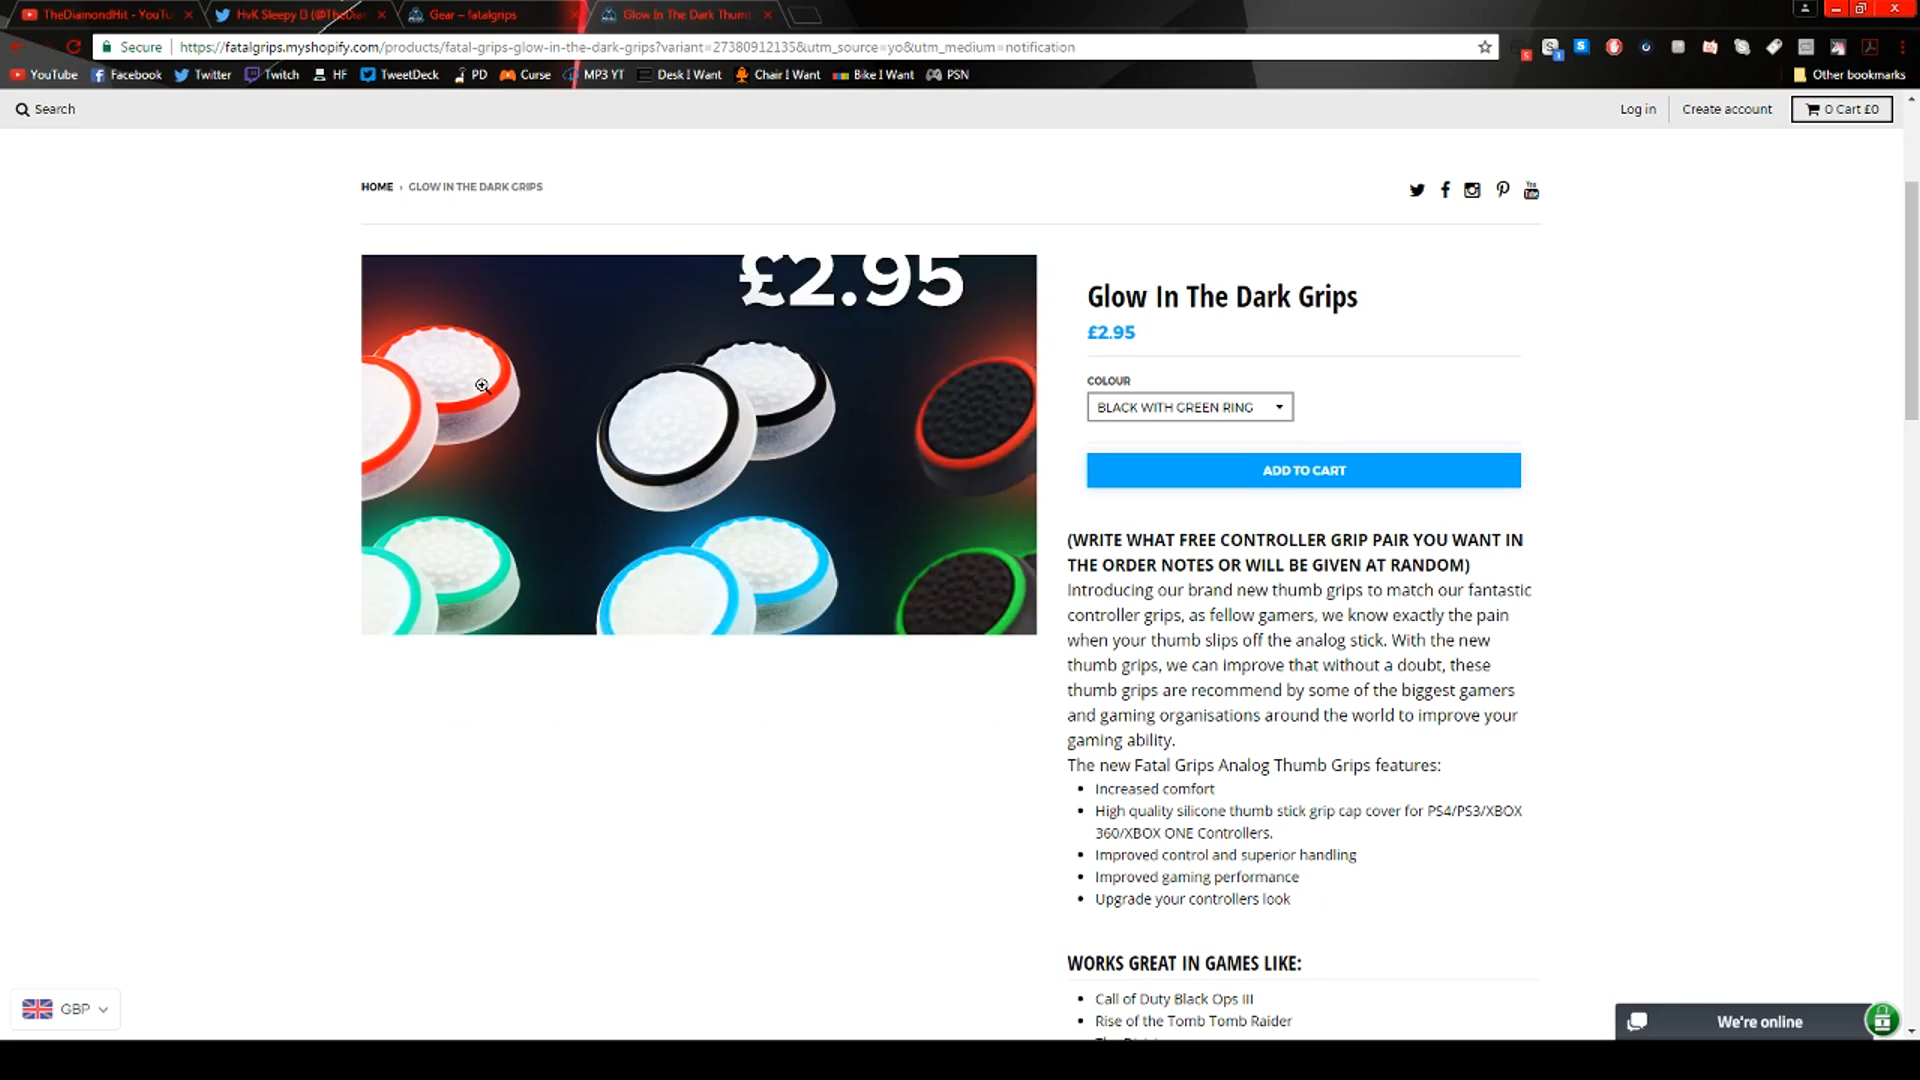 TheDiamondHit - YouTu
HvK Sleepy
Gear – fatalgrips
Glow In The Dark Thumb
Secure
https://fatalgrips.myshopify.com/products/fatal-grips-glow-in-the-dark-grips?variant=27380912135&utm_source=yo&utm_medium=notification
YouTube Facebook Twitter Twitch HF TweetDeck PD Curse MP3 YT Desk I Want Chair I Want Bike I Want PSN Other bookmarks
Search
Log in
Create account
0 Cart £0
HOME › GLOW IN THE DARK GRIPS
£2.95
Glow In The Dark Grips
£2.95
COLOUR
BLACK WITH GREEN RING
ADD TO CART
(WRITE WHAT FREE CONTROLLER GRIP PAIR YOU WANT IN
THE ORDER NOTES OR WILL BE GIVEN AT RANDOM)
Introducing our brand new thumb grips to match our fantastic
controller grips, as fellow gamers, we know exactly the pain
when your thumb slips off the analog stick. With the new
thumb grips, we can improve that without a doubt, these
thumb grips are recommend by some of the biggest gamers
and gaming organisations around the world to improve your
gaming ability.
The new Fatal Grips Analog Thumb Grips features:
Increased comfort
High quality silicone thumb stick grip cap cover for PS4/PS3/XBOX
360/XBOX ONE Controllers.
Improved control and superior handling
Improved gaming performance
Upgrade your controllers look
WORKS GREAT IN GAMES LIKE:
Call of Duty Black Ops III
Rise of the Tomb Tomb Raider
GBP
We're online